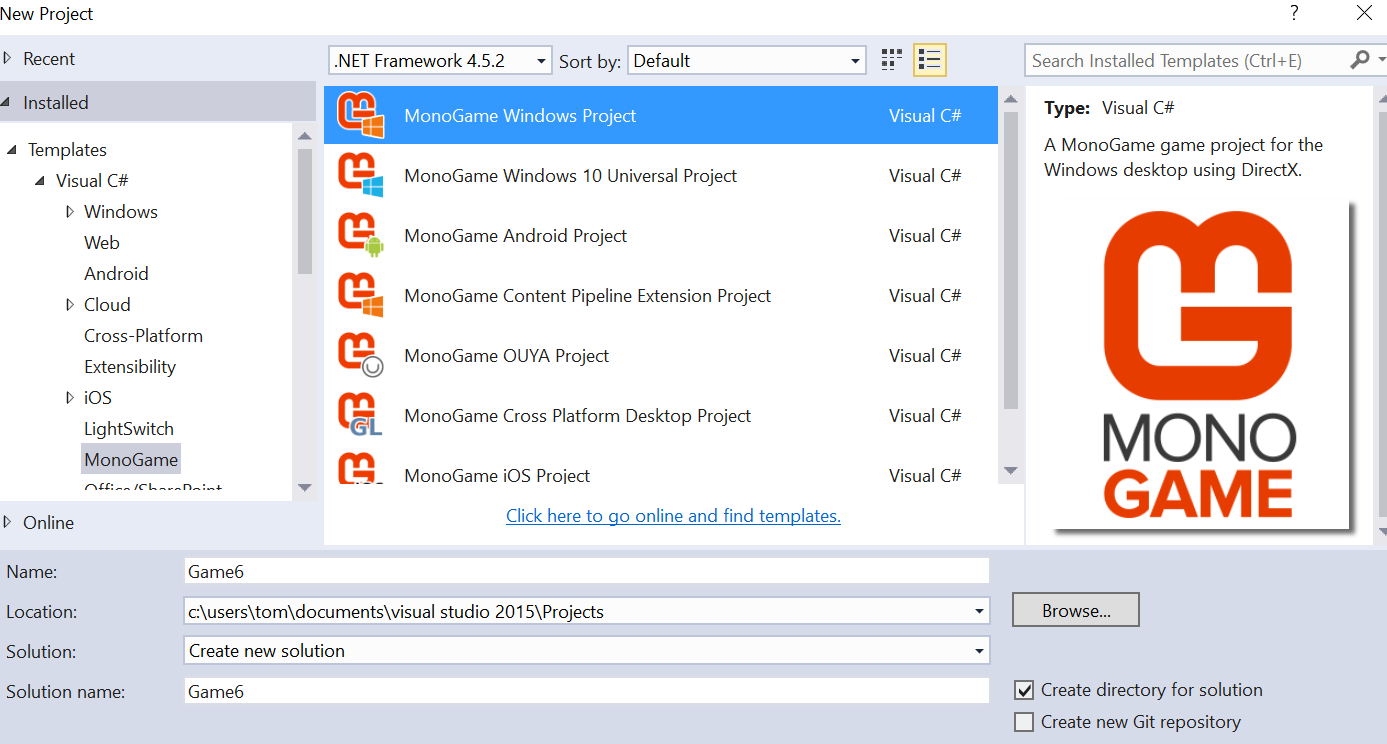 New Project
?
Recent
.NET Framework 4.5.2
Sort by:
Default
Search Installed Templates (Ctrl+E)
Installed
Templates
Visual C#
Windows
Web
Android
Cloud
Cross-Platform
Extensibility
iOS
LightSwitch
MonoGame
Office/SharePoint
Online
MonoGame Windows Project Visual C#
MonoGame Windows 10 Universal Project Visual C#
MonoGame Android Project Visual C#
MonoGame Content Pipeline Extension Project Visual C#
MonoGame OUYA Project Visual C#
MonoGame Cross Platform Desktop Project Visual C#
GL
MonoGame iOS Project Visual C#
Click here to go online and find templates.
Type: Visual C#
A MonoGame game project for the
Windows desktop using DirectX.
MONO
GAME
Name: Game6
Location: c:\users\tom\documents\visual studio 2015\Projects
Browse...
Solution: Create new solution
Solution name: Game6
Create directory for solution
Create new Git repository